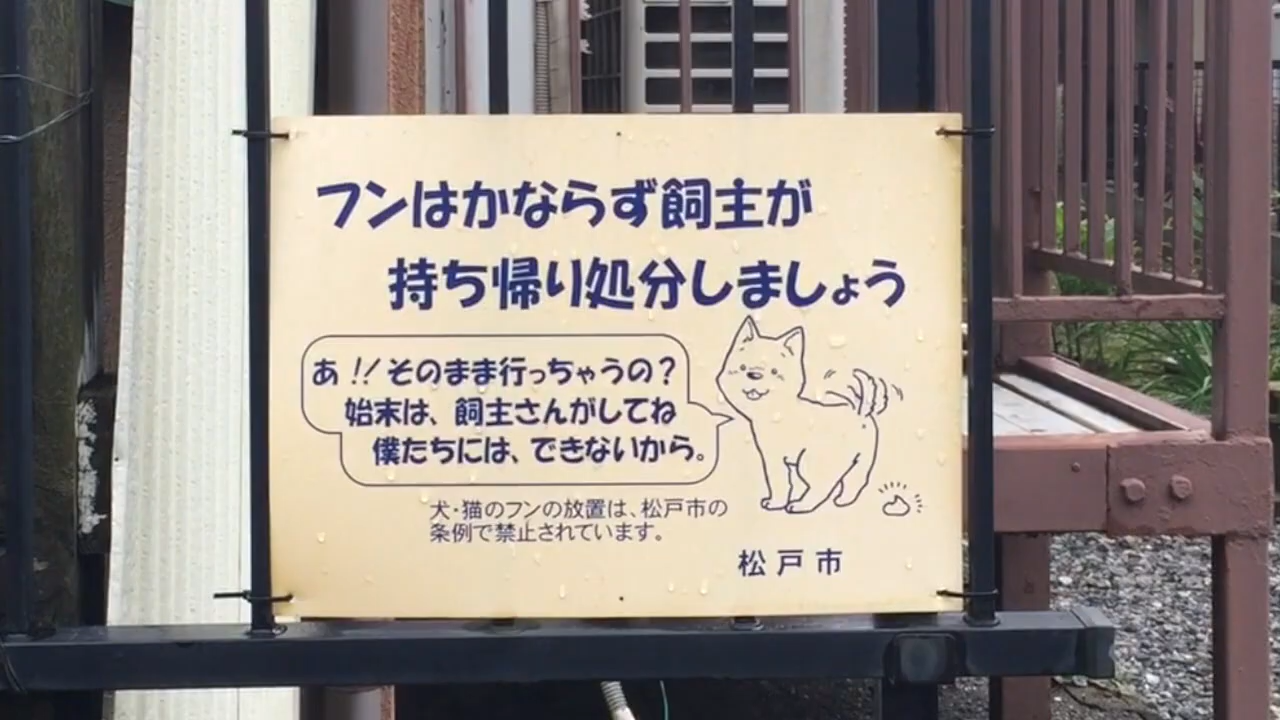 フンはかならず飼主が
持ち帰り処分しましょう
あ!!そのまま行っちゃうの?
始末は、飼主さんがしてね
僕たちには、できないから。
犬・猫のフンの放置は、松戸市の
条例で禁止されています。
松戸市